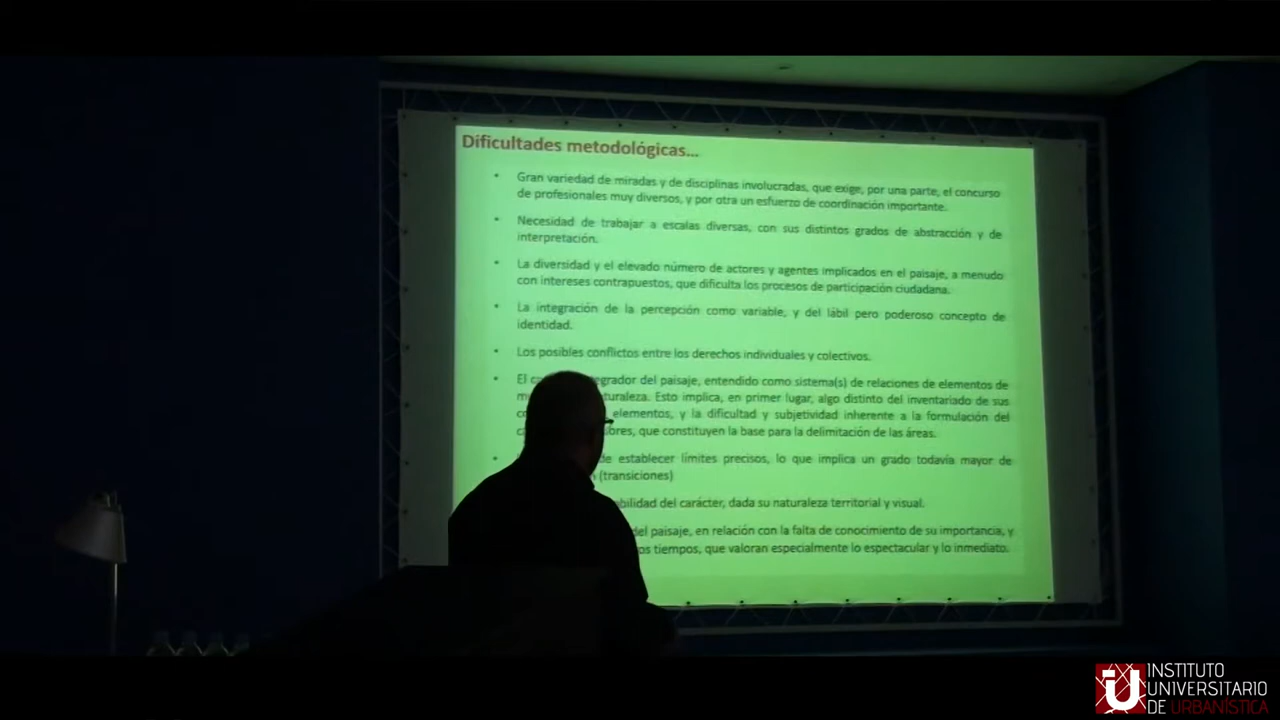 Dificultades metodológicas...
• Gran variedad de miradas y de disciplinas involucradas, que exige, por una parte, el concurso
de profesionales muy diversos, y por otra un esfuerzo de coordinación importante.
• Necesidad de trabajar a escalas diversas, con sus distintos grados de abstracción y de
interpretación.
• La diversidad y el elevado número de actores y agentes implicados en el paisaje, a menudo
con intereses contrapuestos, que dificulta los procesos de participación ciudadana.
• La integración de la percepción como variable, y del lábil pero poderoso concepto de
identidad.
• Los posibles conflictos entre los derechos individuales y colectivos.
• El del paisaje, entendido como sistema(s) de relaciones de elementos de
Esto implica, en primer lugar, algo distinto del inventariado de sus
elementos, y la dificultad y subjetividad inherente a la formulación del
que constituyen la base para la delimitación de las áreas.
• de establecer límites precisos, lo que implica un grado todavía mayor de
(transiciones)
del carácter, dada su naturaleza territorial y visual.
del paisaje, en relación con la falta de conocimiento de su importancia, y
tiempos, que valoran especialmente lo espectacular y lo inmediato.
INSTITUTO
UNIVERSITARIO
DE URBANÍSTICA